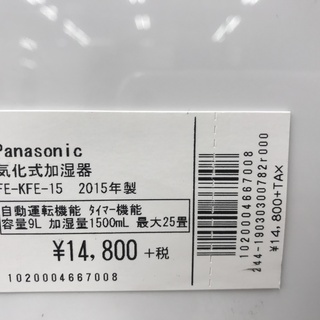 Panasonic
気化式加湿器
FE-KFE-15 2015年製
自動運転機能 タイマー機能
容量9L 加湿量1500mL 最大25畳
¥14,800 +税
1020004667008
1020004667008
244-19030300782r000
¥14,800+TAX